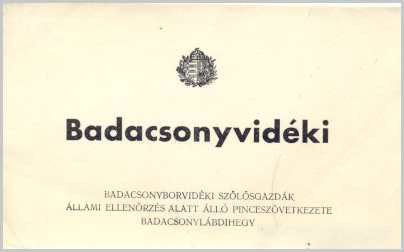 Badacsonyvidéki
BADACSONYBORVIDÉKI SZŐLŐSGAZDÁK
ÁLLAMI ELLENŐRZÉS ALATT ÁLLÓ PINCESZÖVETKEZETE
BADACSONYLÁBDIHEGY